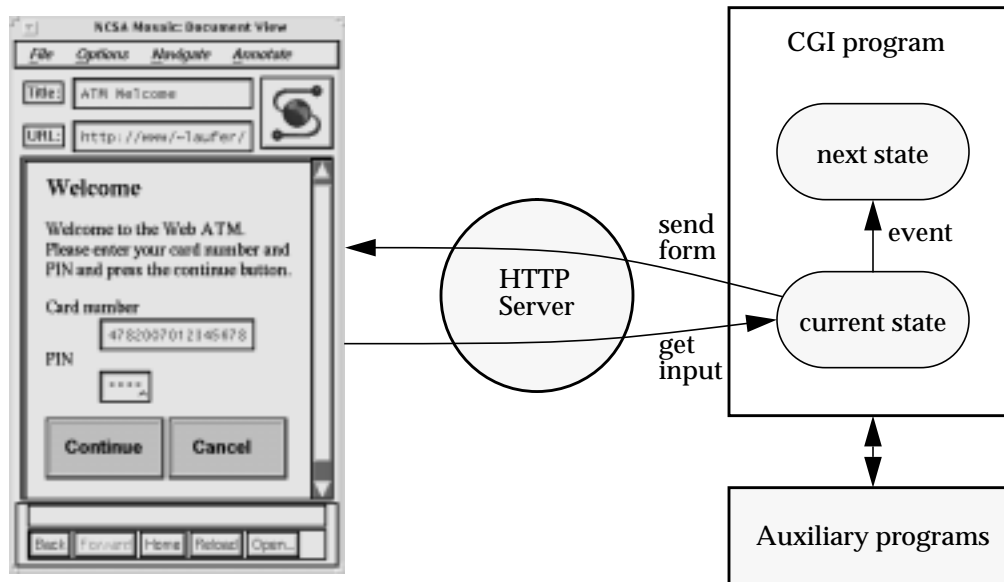 NCSA Mosaic: Document View
File Options Navigate Annotate
Title: ATM Welcome
URL: http://www/~laufer/
Welcome
Welcome to the Web ATM.
Please enter your card number and
PIN and press the continue button.
Card number
4782007012345678
PIN
****
Continue Cancel
Back Forward Home Reload Open...
HTTP
Server
send
form
get
input
CGI program
next state
event
current state
Auxiliary programs